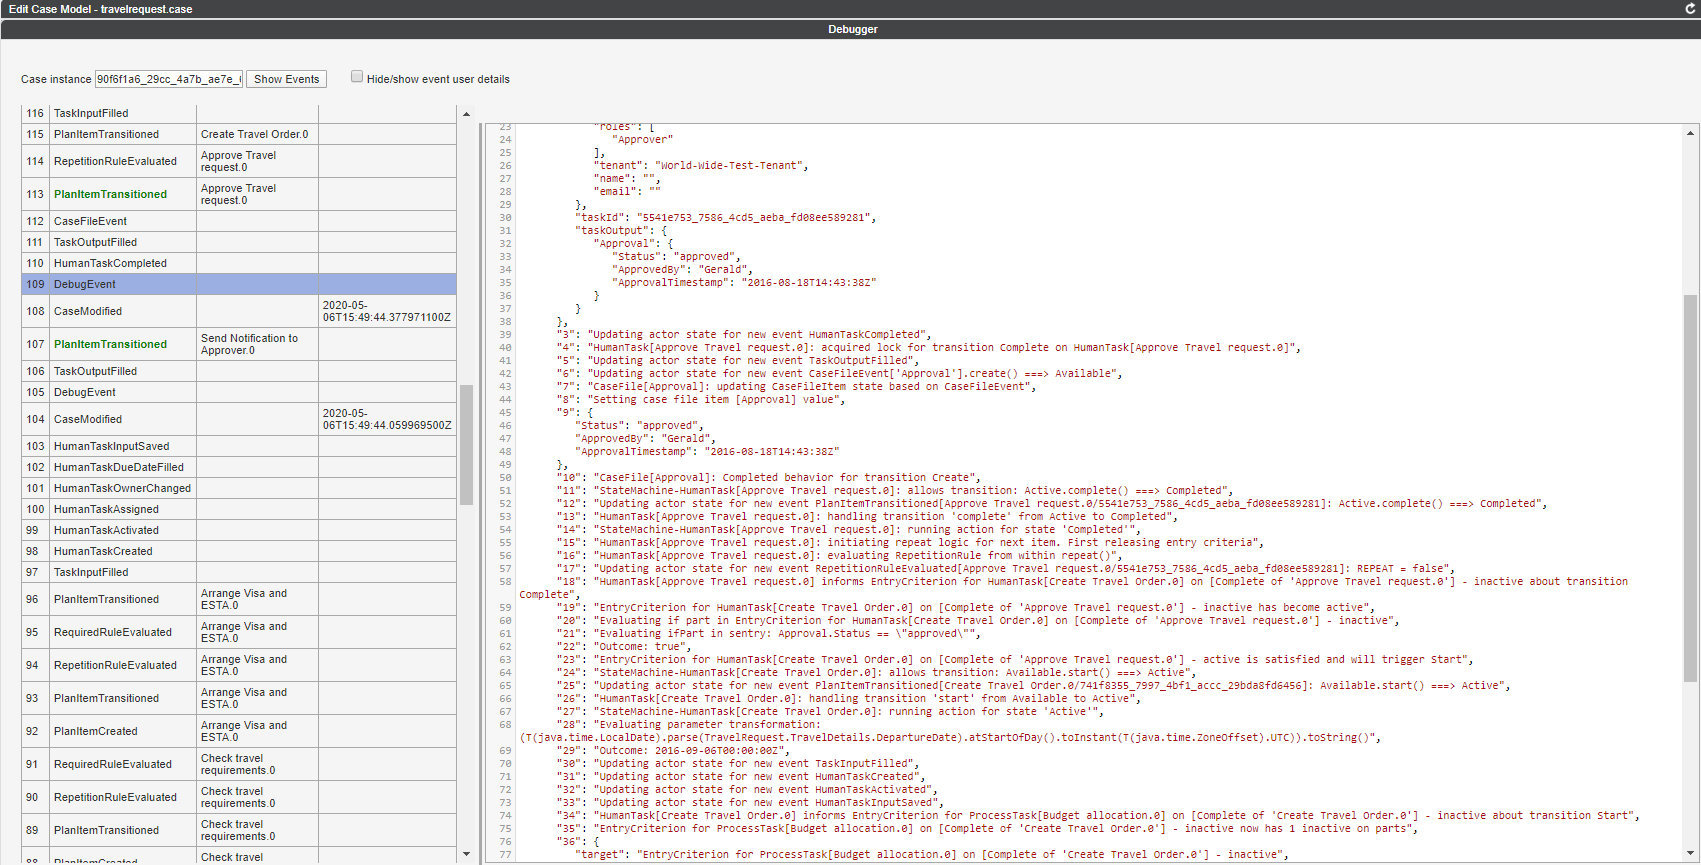 Edit Case Model - travelrequest.case
Debugger
Case instance 90f6f1a6_29cc_4a7b_ae7e_ Show Events Hide/show event user details
116 TaskInputFilled
115 PlanItemTransitioned Create Travel Order.0
114 RepetitionRuleEvaluated Approve Travel
request.0
113 PlanItemTransitioned Approve Travel
request.0
112 CaseFileEvent
111 TaskOutputFilled
110 HumanTaskCompleted
109 DebugEvent
108 CaseModified 2020-05-
06T15:49:44.377971100Z
107 PlanItemTransitioned Send Notification to
Approver.0
106 TaskOutputFilled
105 DebugEvent
104 CaseModified 2020-05-
06T15:49:44.059969500Z
103 HumanTaskInputSaved
102 HumanTaskDueDateFilled
101 HumanTaskOwnerChanged
100 HumanTaskAssigned
99 HumanTaskActivated
98 HumanTaskCreated
97 TaskInputFilled
96 PlanItemTransitioned Arrange Visa and
ESTA.0
95 RequiredRuleEvaluated Arrange Visa and
ESTA.0
94 RepetitionRuleEvaluated Arrange Visa and
ESTA.0
93 PlanItemTransitioned Arrange Visa and
ESTA.0
92 PlanItemCreated Arrange Visa and
ESTA.0
91 RequiredRuleEvaluated Check travel
requirements.0
90 RepetitionRuleEvaluated Check travel
requirements.0
89 PlanItemTransitioned Check travel
requirements.0
88 PlanItemCreated Check travel
23 "roles": [
24 "Approver"
25 ],
26 "tenant": "World-Wide-Test-Tenant",
27 "name": "",
28 "email": ""
29 },
30 "taskId": "5541e753_7586_4cd5_aeba_fd08ee589281",
31 "taskOutput": {
32 "Approval": {
33 "Status": "approved",
34 "ApprovedBy": "Gerald",
35 "ApprovalTimestamp": "2016-08-18T14:43:38Z"
36 }
37 }
38 },
39 "3": "Updating actor state for new event HumanTaskCompleted",
40 "4": "HumanTask[Approve Travel request.0]: acquired lock for transition Complete on HumanTask[Approve Travel request.0]",
41 "5": "Updating actor state for new event TaskOutputFilled",
42 "6": "Updating actor state for new event CaseFileEvent['Approval'].create() ===> Available",
43 "7": "CaseFile[Approval]: updating CaseFileItem state based on CaseFileEvent",
44 "8": "Setting case file item [Approval] value",
45 "9": {
46 "Status": "approved",
47 "ApprovedBy": "Gerald",
48 "ApprovalTimestamp": "2016-08-18T14:43:38Z"
49 },
50 "10": "CaseFile[Approval]: Completed behavior for transition Create",
51 "11": "StateMachine-HumanTask[Approve Travel request.0]: allows transition: Active.complete() ===> Completed",
52 "12": "Updating actor state for new event PlanItemTransitioned[Approve Travel request.0/5541e753_7586_4cd5_aeba_fd08ee589281]: Active.complete() ===> Completed",
53 "13": "HumanTask[Approve Travel request.0]: handling transition 'complete' from Active to Completed",
54 "14": "StateMachine-HumanTask[Approve Travel request.0]: running action for state 'Completed'",
55 "15": "HumanTask[Approve Travel request.0]: initiating repeat logic for next item. First releasing entry criteria",
56 "16": "HumanTask[Approve Travel request.0]: evaluating RepetitionRule from within repeat()",
57 "17": "Updating actor state for new event RepetitionRuleEvaluated[Approve Travel request.0/5541e753_7586_4cd5_aeba_fd08ee589281]: REPEAT = false",
58 "18": "HumanTask[Approve Travel request.0] informs EntryCriterion for HumanTask[Create Travel Order.0] on [Complete of 'Approve Travel request.0'] - inactive about transition
Complete",
59 "19": "EntryCriterion for HumanTask[Create Travel Order.0] on [Complete of 'Approve Travel request.0'] - inactive has become active",
60 "20": "Evaluating if part in EntryCriterion for HumanTask[Create Travel Order.0] on [Complete of 'Approve Travel request.0'] - inactive",
61 "21": "Evaluating ifPart in sentry: Approval.Status == \"approved\"",
62 "22": "Outcome: true",
63 "23": "EntryCriterion for HumanTask[Create Travel Order.0] on [Complete of 'Approve Travel request.0'] - active is satisfied and will trigger Start",
64 "24": "StateMachine-HumanTask[Create Travel Order.0]: allows transition: Available.start() ===> Active",
65 "25": "Updating actor state for new event PlanItemTransitioned[Create Travel Order.0/741f8355_7997_4bf1_accc_29bda8fd6456]: Available.start() ===> Active",
66 "26": "HumanTask[Create Travel Order.0]: handling transition 'start' from Available to Active",
67 "27": "StateMachine-HumanTask[Create Travel Order.0]: running action for state 'Active'",
68 "28": "Evaluating parameter transformation:
(T(java.time.LocalDate).parse(TravelRequest.TravelDetails.DepartureDate).atStartOfDay().toInstant(T(java.time.ZoneOffset).UTC)).toString()",
69 "29": "Outcome: 2016-09-06T00:00:00Z",
70 "30": "Updating actor state for new event TaskInputFilled",
71 "31": "Updating actor state for new event HumanTaskCreated",
72 "32": "Updating actor state for new event HumanTaskActivated",
73 "33": "Updating actor state for new event HumanTaskInputSaved",
74 "34": "HumanTask[Create Travel Order.0] informs EntryCriterion for ProcessTask[Budget allocation.0] on [Complete of 'Create Travel Order.0'] - inactive about transition Start",
75 "35": "EntryCriterion for ProcessTask[Budget allocation.0] on [Complete of 'Create Travel Order.0'] - inactive now has 1 inactive on parts",
76 "36": {
77 "target": "EntryCriterion for ProcessTask[Budget allocation.0] on [Complete of 'Create Travel Order.0'] - inactive",